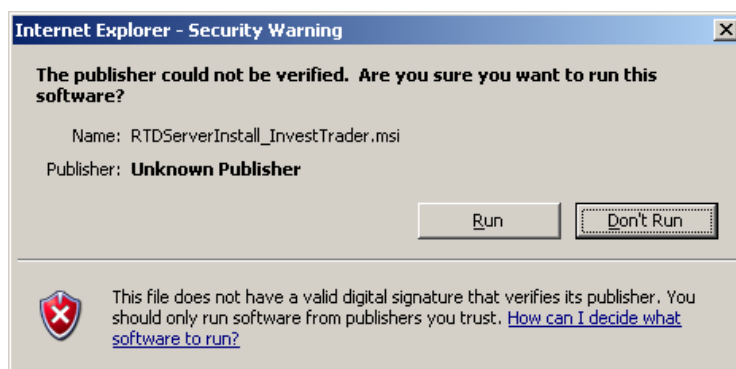 Internet Explorer - Security Warning
The publisher could not be verified. Are you sure you want to run this
software?
Name: RTDServerInstall_InvestTrader.msi
Publisher: Unknown Publisher
Run Don't Run
This file does not have a valid digital signature that verifies its publisher. You
should only run software from publishers you trust. How can I decide what
software to run?